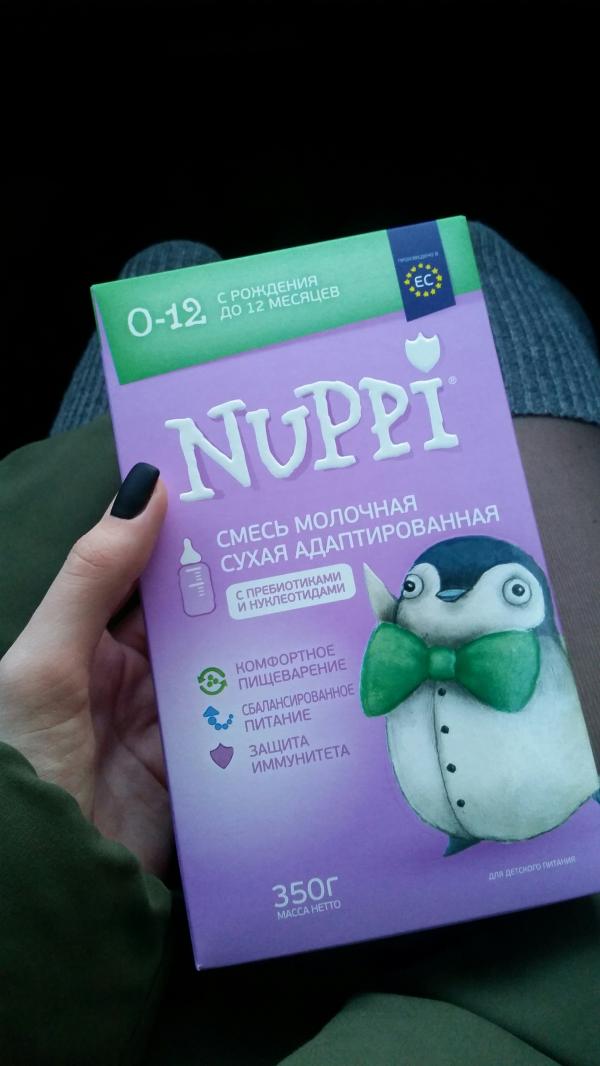 0-12
С РОЖДЕНИЯ
ДО 12 МЕСЯЦЕВ
ПРОИЗВЕДЕНО В
ЕС
NUPPI®
СМЕСЬ МОЛОЧНАЯ
СУХАЯ АДАПТИРОВАННАЯ
С ПРЕБИОТИКАМИ
И НУКЛЕОТИДАМИ
КОМФОРТНОЕ
ПИЩЕВАРЕНИЕ
СБАЛАНСИРОВАННОЕ
ПИТАНИЕ
ЗАЩИТА
ИММУНИТЕТА
350Г
МАССА НЕТТО
ДЛЯ ДЕТСКОГО ПИТАНИЯ